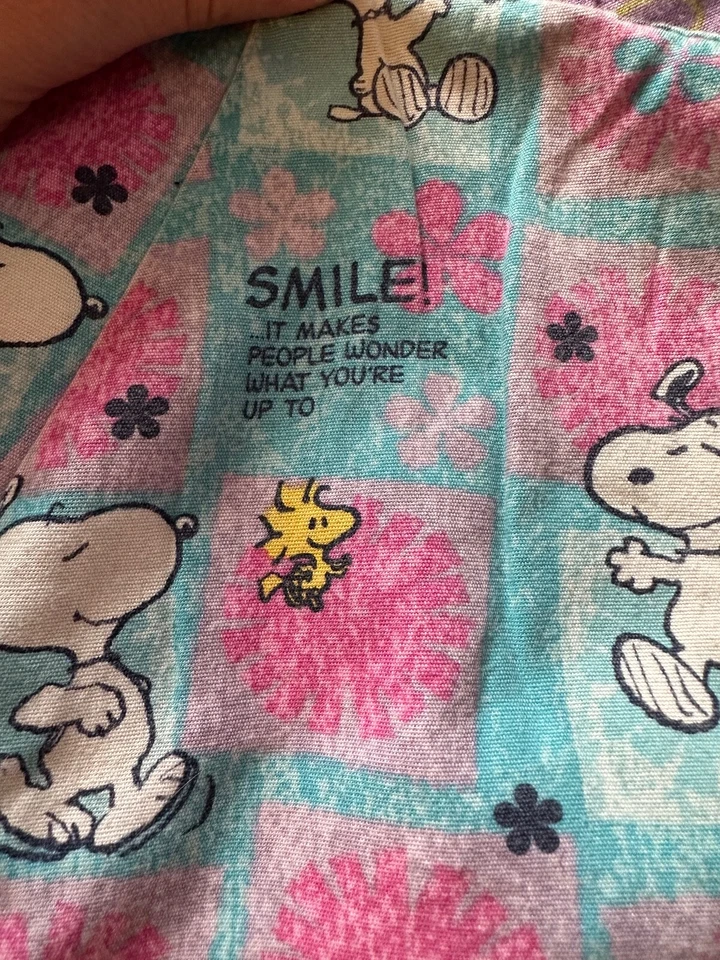 SMILE!
...IT MAKES
PEOPLE WONDER
WHAT YOU'RE
UP TO